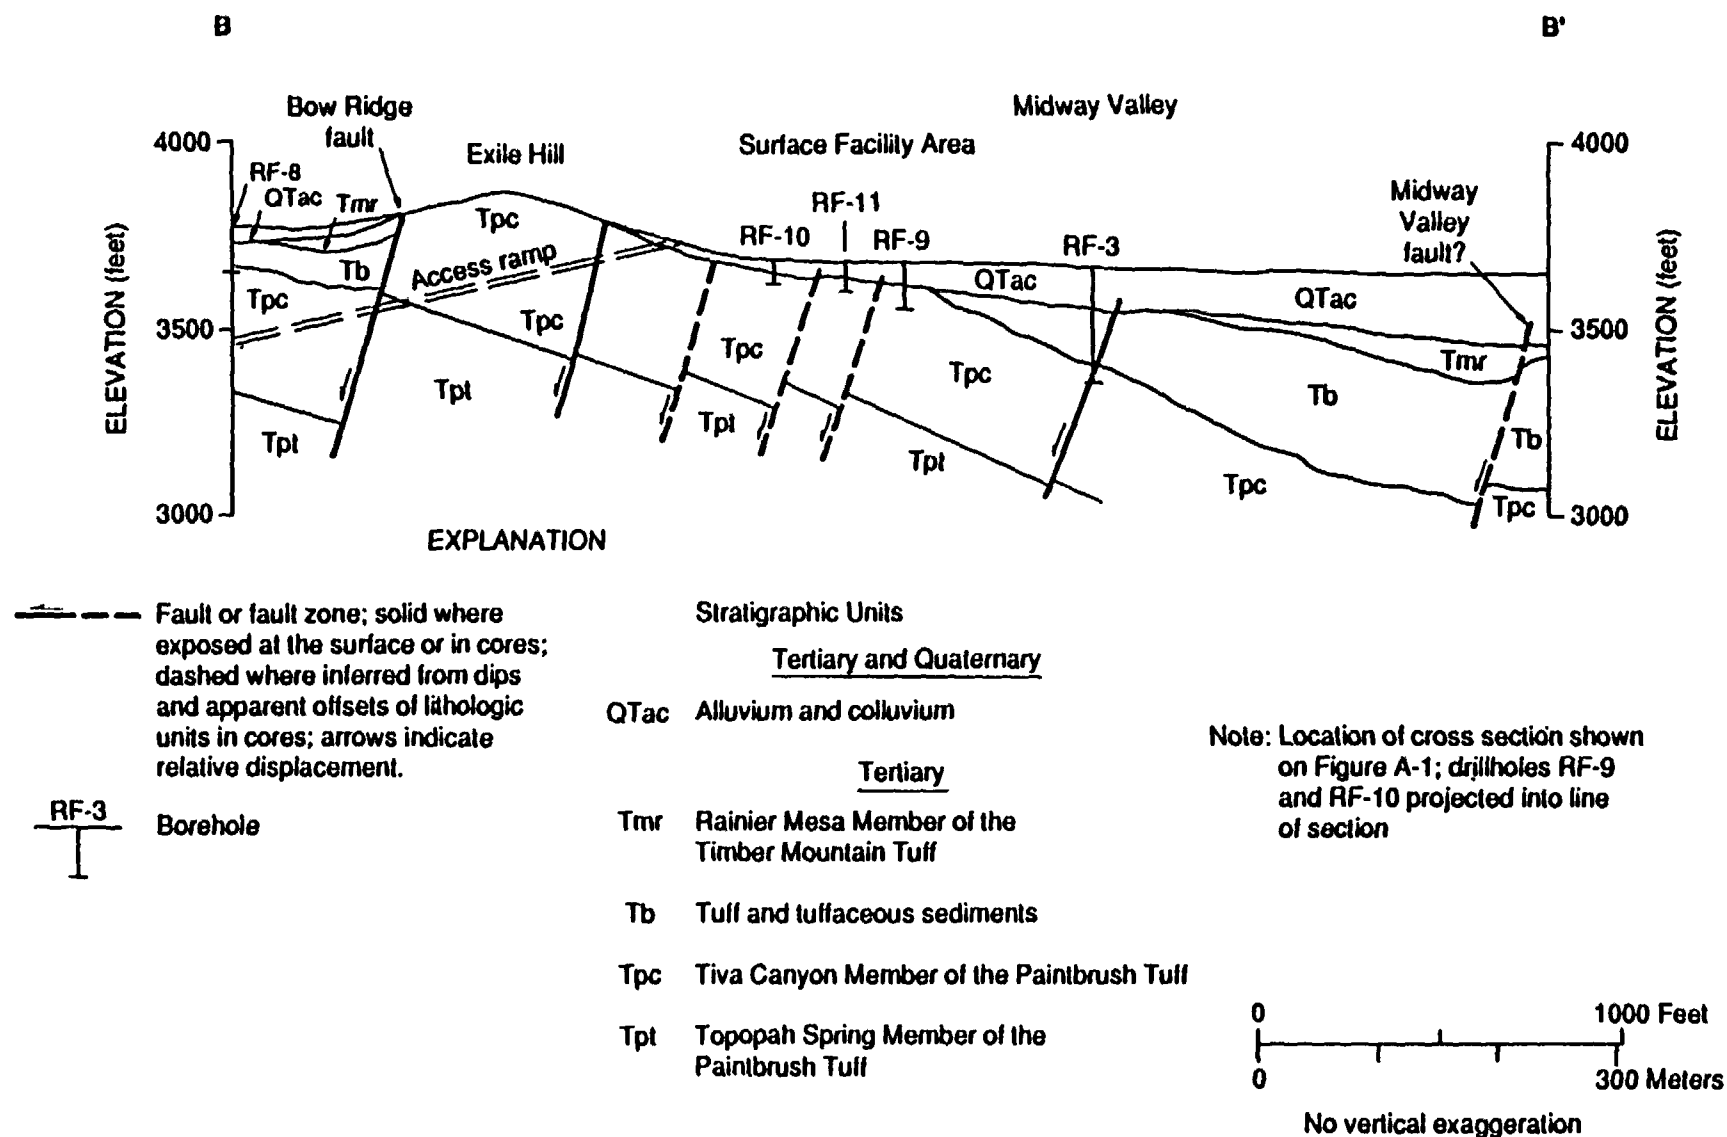 B
B'
Bow Ridge
fault
Exile Hill
Surface Facility Area
Midway Valley
4000
4000
RF-8
QTac
Tmr
Tpc
RF-11
RF-10
RF-9
RF-3
Midway
Valley
fault?
ELEVATION (feet)
ELEVATION (feet)
Access ramp
Tb
Tpc
QTac
QTac
3500
3500
Tpc
Tpc
Tpc
Tmr
Tpt
Tb
Tpt
Tpt
Tpt
Tb
Tpc
Tpc
3000
3000
EXPLANATION
Fault or fault zone; solid where
exposed at the surface or in cores;
dashed where inferred from dips
and apparent offsets of lithologic
units in cores; arrows indicate
relative displacement.
RF-3
Borehole
Stratigraphic Units
Tertiary and Quaternary
QTac Alluvium and colluvium
Tertiary
Tmr Rainier Mesa Member of the
Timber Mountain Tuff
Tb Tuff and tuffaceous sediments
Tpc Tiva Canyon Member of the Paintbrush Tuff
Tpt Topopah Spring Member of the
Paintbrush Tuff
Note: Location of cross section shown
on Figure A-1; drillholes RF-9
and RF-10 projected into line
of section
0 1000 Feet
0 300 Meters
No vertical exaggeration